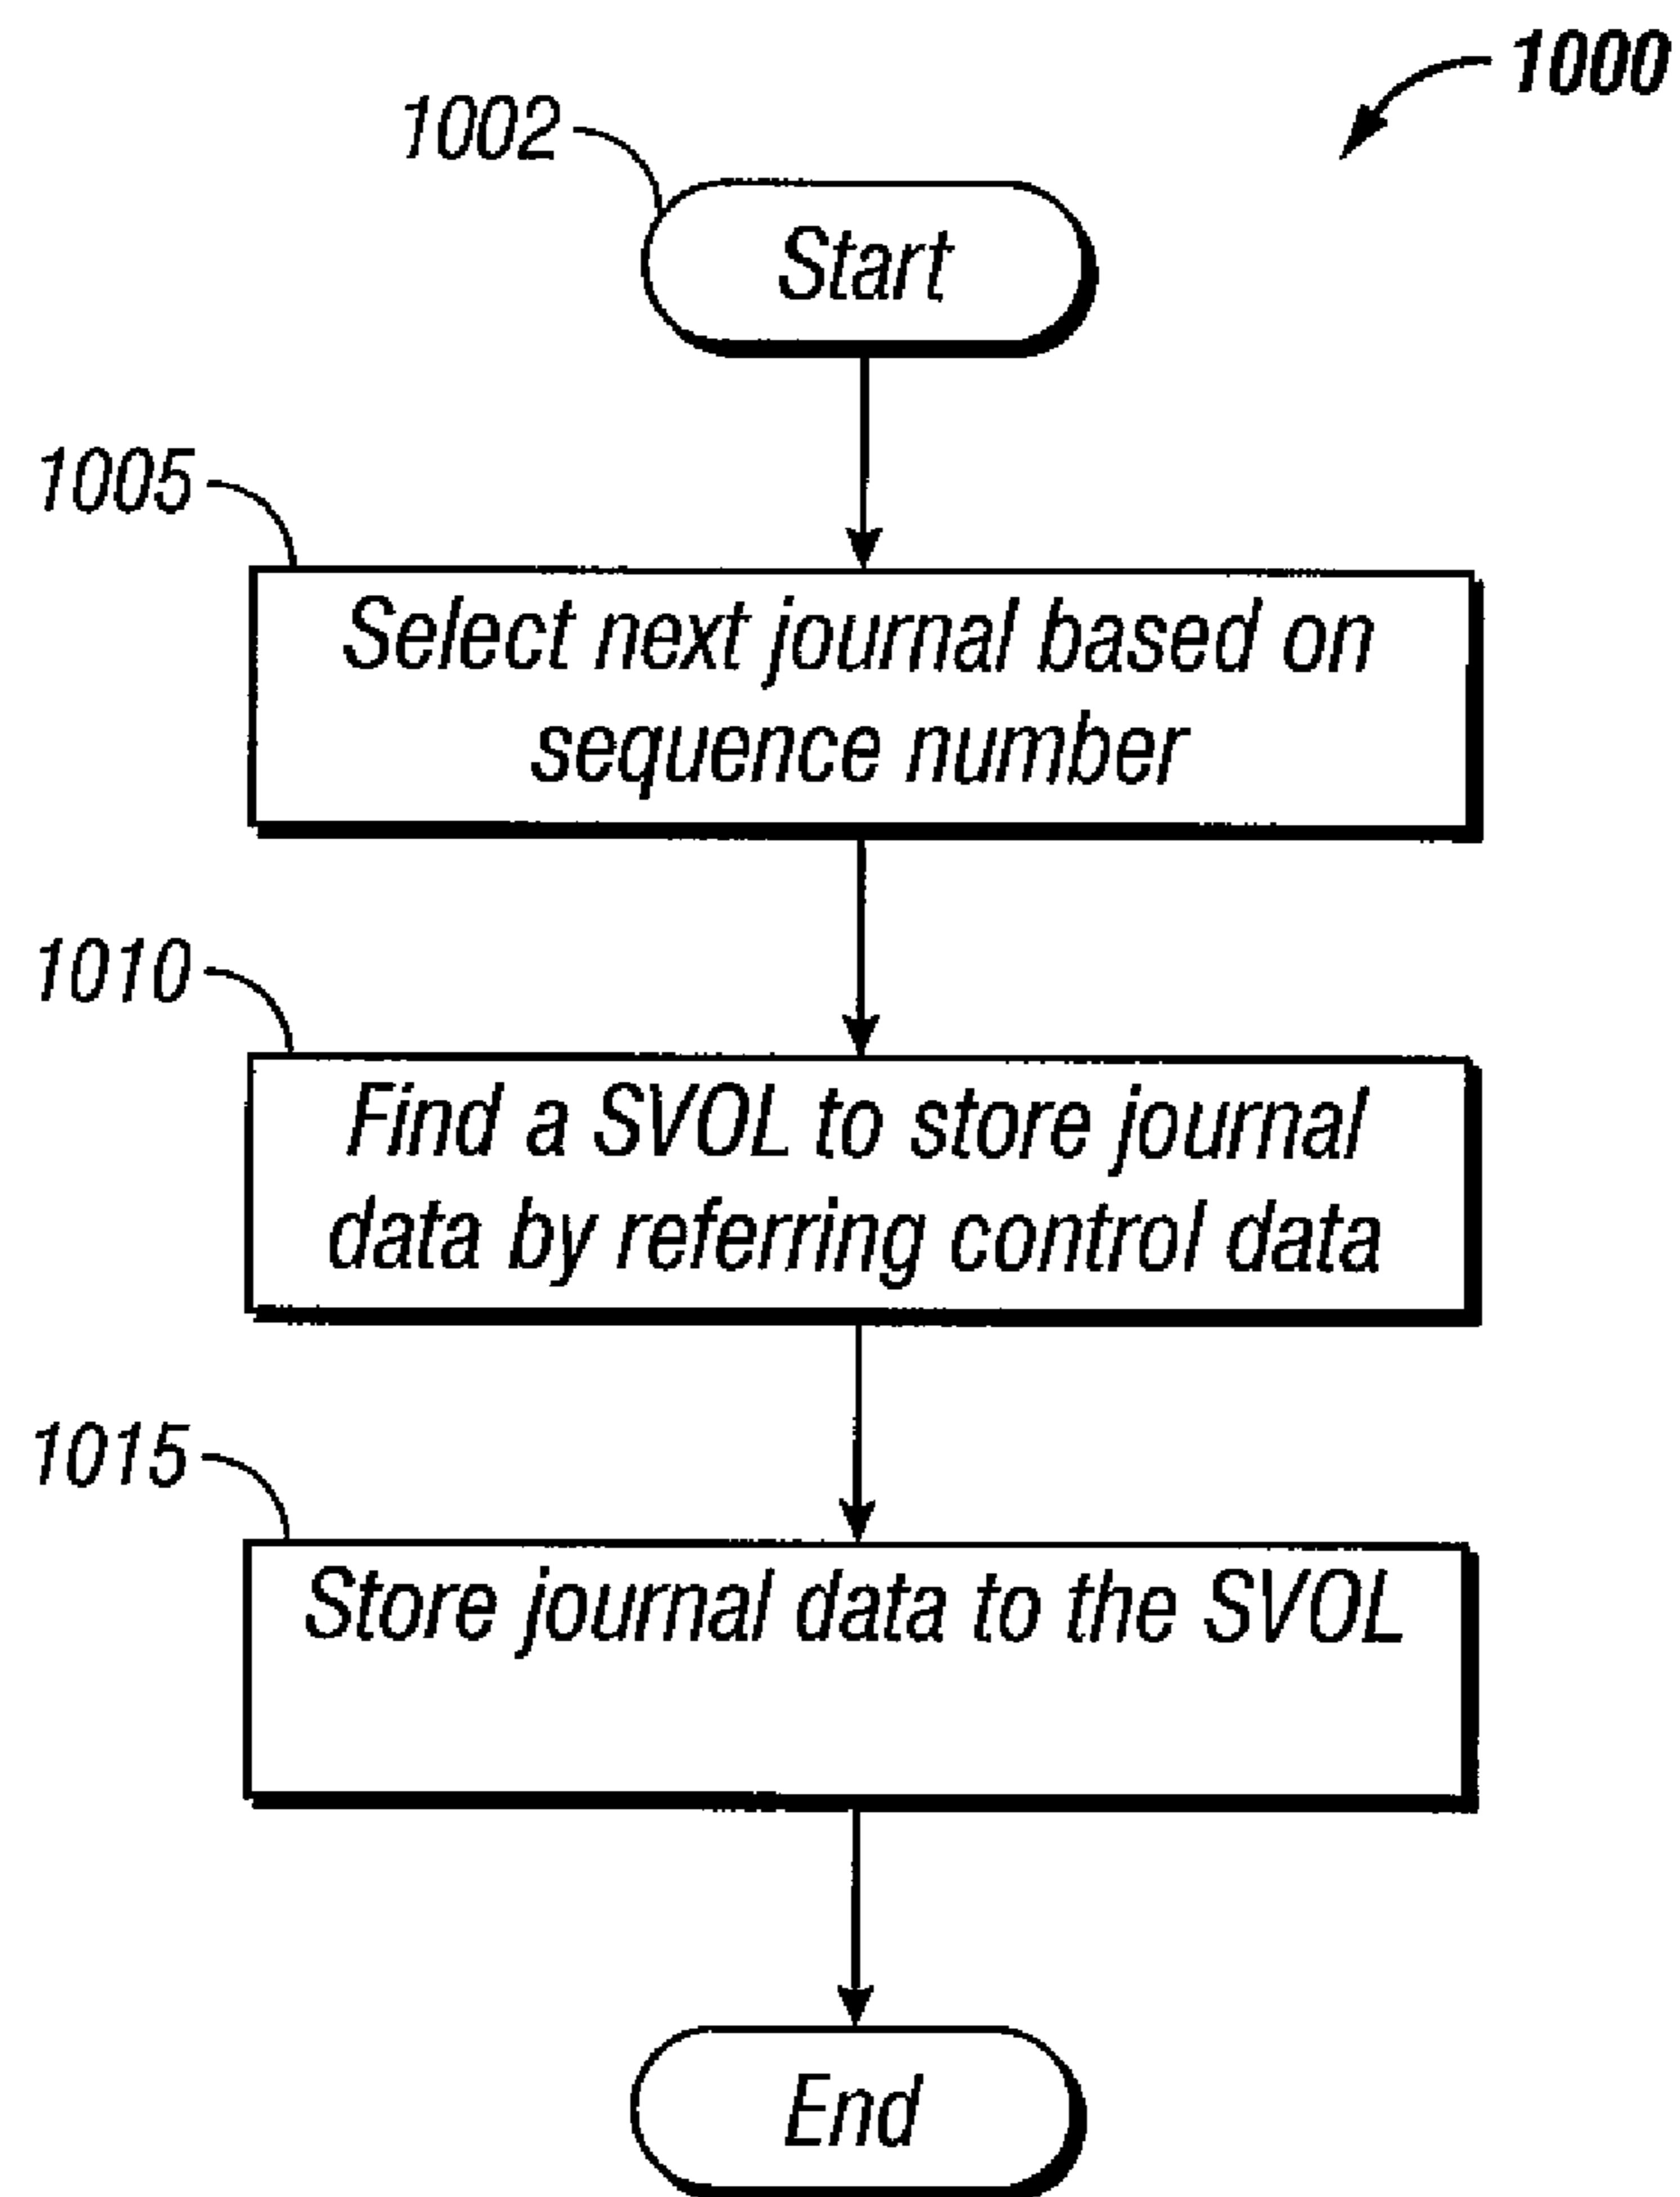 1000
1002
Start
1005
Select next journal based on
sequence number
1010
Find a SVOL to store journal
data by referring control data
1015
Store journal data to the SVOL
End